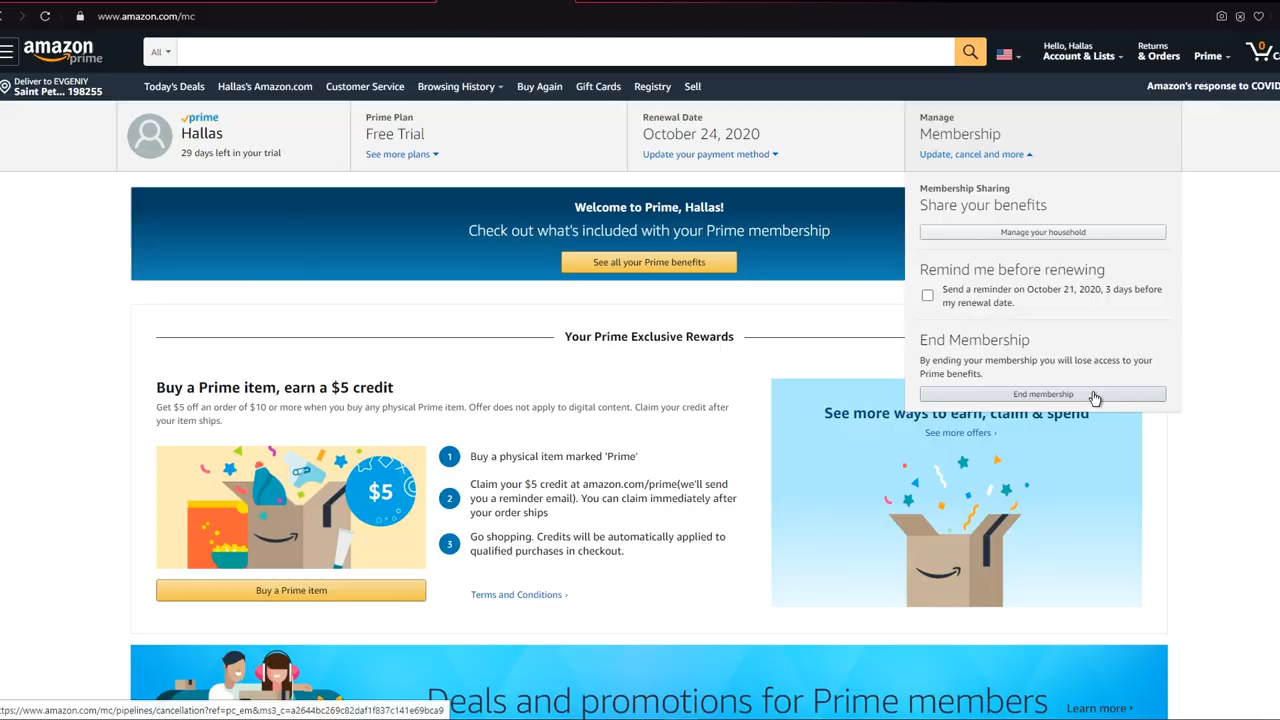 www.amazon.com/mc
amazon
prime
All
Hello, Hallas
Account & Lists
Returns
& Orders
Prime
0
Deliver to EVGENIY
Saint Pet... 198255
Today's Deals
Hallas's Amazon.com
Customer Service
Browsing History
Buy Again
Gift Cards
Registry
Sell
Amazon's response to COVID
prime
Hallas
29 days left in your trial
Prime Plan
Free Trial
See more plans
Renewal Date
October 24, 2020
Update your payment method
Manage
Membership
Update, cancel and more
Membership Sharing
Share your benefits
Manage your household
Remind me before renewing
Send a reminder on October 21, 2020, 3 days before
my renewal date.
End Membership
By ending your membership you will lose access to your
Prime benefits.
End membership
Welcome to Prime, Hallas!
Check out what's included with your Prime membership
See all your Prime benefits
Your Prime Exclusive Rewards
Buy a Prime item, earn a $5 credit
Get $5 off an order of $10 or more when you buy any physical Prime item. Offer does not apply to digital content. Claim your credit after
your item ships.
$5
1 Buy a physical item marked 'Prime'
2 Claim your $5 credit at amazon.com/prime(we'll send
you a reminder email). You can claim immediately after
your order ships
3 Go shopping. Credits will be automatically applied to
qualified purchases in checkout.
Buy a Prime item
Terms and Conditions ›
See more ways to earn, claim & spend
See more offers ›
Deals and promotions for Prime members
Learn more
ttps://www.amazon.com/mc/pipelines/cancellation?ref=pc_em&ms3_c=a2644bc269c82daf1f837c141e69bca9